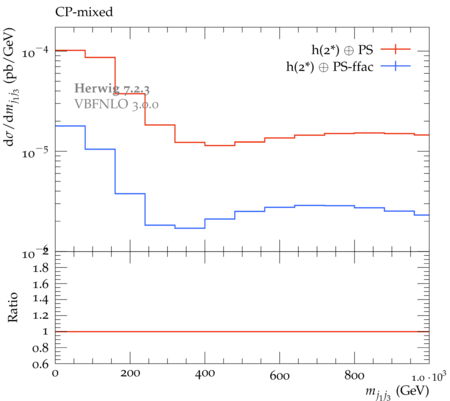 CP-mixed
dσ/dm_{j₁j₃} (pb/GeV)
10⁻⁴
10⁻⁵
10⁻⁶
h(2*) ⊕ PS
h(2*) ⊕ PS-ffac
Herwig 7.2.3
VBFNLO 3.0.0
Ratio
2
1.8
1.6
1.4
1.2
1
0.8
0.6
0 200 400 600 800 1.0 · 10³
m_{j₁j₃} (GeV)